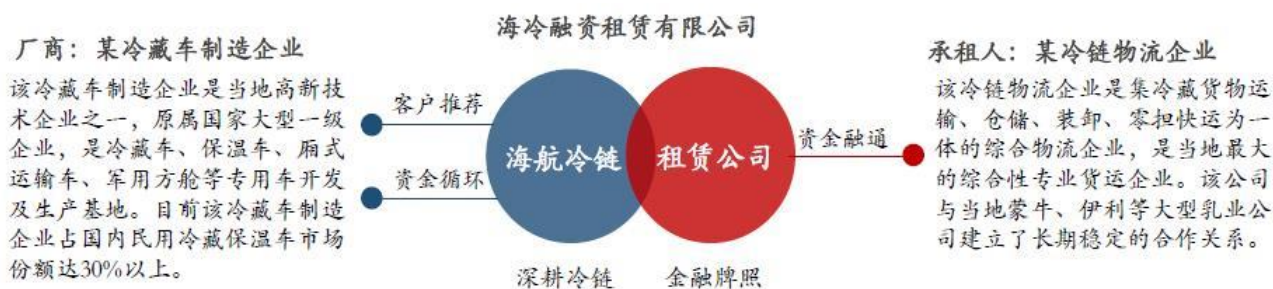 海冷融资租赁有限公司
厂商：某冷藏车制造企业
该冷藏车制造企业是当地高新技
术企业之一，原属国家大型一级
企业，是冷藏车、保温车、厢式
运输车、军用方舱等专用车开发
及生产基地。目前该冷藏车制造
企业占国内民用冷藏保温车市场
份额达30%以上。
客户推荐
资金循环
海航冷链
租赁公司
深耕冷链
金融牌照
资金融通
承租人：某冷链物流企业
该冷链物流企业是集冷藏货物运
输、仓储、装卸、零担快运为一
体的综合物流企业，是当地最大
的综合性专业货运企业。该公司
与当地蒙牛、伊利等大型乳业公
司建立了长期稳定的合作关系。